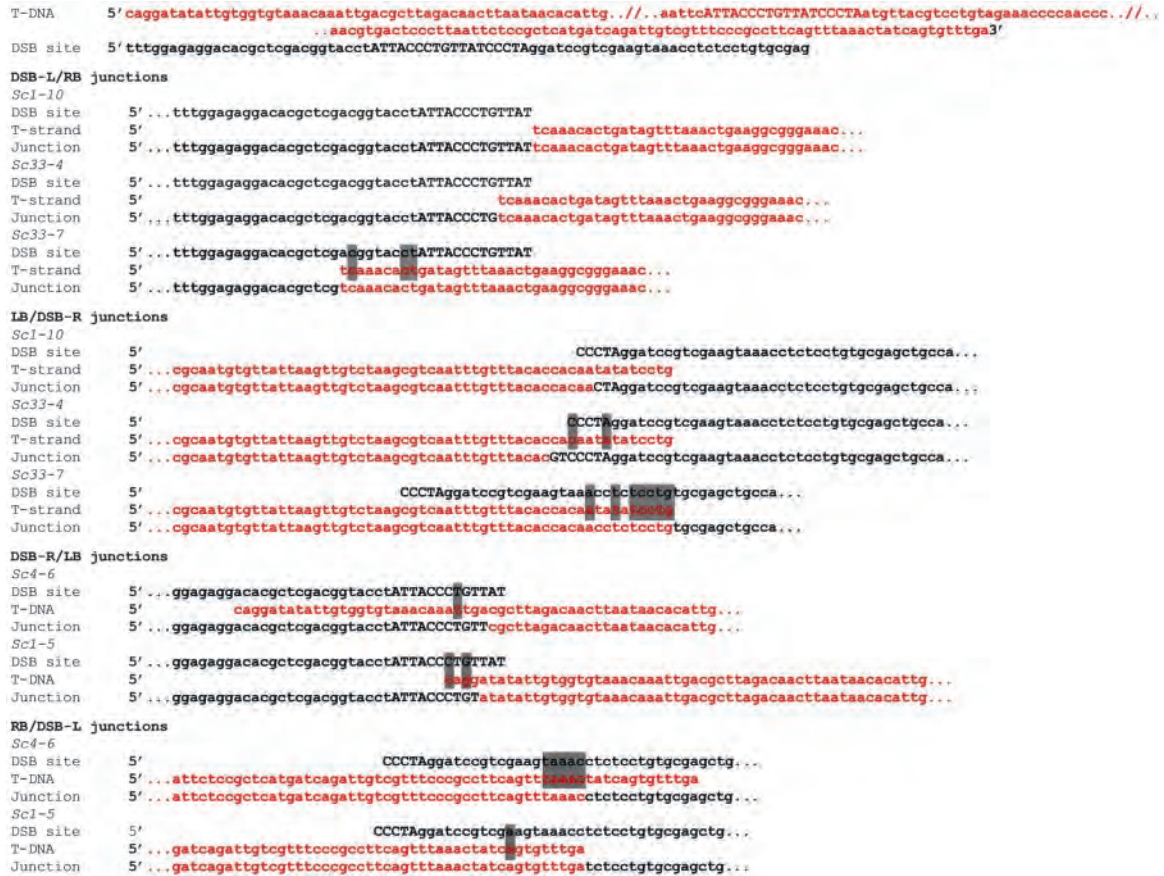 T-DNA 5'caggatatattgtggtgtaaacaaattgacgcttagacaacttaataacacattg..//..aattcATTACCCTGTTATCCCTAatgttacgtcctgtagaaaccccaaccc..//..
..aacgtgactcccttaattctccgctcatgatcagattgtcgtttcccgccttcagtttaaactatcagtgtttga3'
DSB site 5'tttggagaggacacgctcgacggtacctATTACCCTGTTATCCCTAggatccgtcgaagtaaacctctcctgtgcgag
DSB-L/RB junctions
Sc1-10
DSB site 5'...tttggagaggacacgctcgacggtacctATTACCCTGTTAT
T-strand 5' tcaaacactgatagtttaaactgaaggcgggaaac...
Junction 5'...tttggagaggacacgctcgacggtacctATTACCCTGTTATtcaaacactgatagtttaaactgaaggcgggaaac...
Sc33-4
DSB site 5'...tttggagaggacacgctcgacggtacctATTACCCTGTTAT
T-strand 5' tcaaacactgatagtttaaactgaaggcgggaaac...
Junction 5'...tttggagaggacacgctcgacggtacctATTACCCTGtcaaacactgatagtttaaactgaaggcgggaaac...
Sc33-7
DSB site 5'...tttggagaggacacgctcgacggtacctATTACCCTGTTAT
T-strand 5' tcaaacactgatagtttaaactgaaggcgggaaac...
Junction 5'...tttggagaggacacgctcgtcaaacactgatagtttaaactgaaggcgggaaac...
LB/DSB-R junctions
Sc1-10
DSB site 5' CCCTAggatccgtcgaagtaaacctctcctgtgcgagctgcca...
T-strand 5'...cgcaatgtgttattaagttgtctaagcgtcaatttgtttacaccacaatatatcctg
Junction 5'...cgcaatgtgttattaagttgtctaagcgtcaatttgtttacaccacaaCTAggatccgtcgaagtaaacctctcctgtgcgagctgcca...
Sc33-4
DSB site 5' CCCTAggatccgtcgaagtaaacctctcctgtgcgagctgcca...
T-strand 5'...cgcaatgtgttattaagttgtctaagcgtcaatttgtttacaccacaatatatcctg
Junction 5'...cgcaatgtgttattaagttgtctaagcgtcaatttgtttacacGTCCCTAggatccgtcgaagtaaacctctcctgtgcgagctgcca...
Sc33-7
DSB site 5' CCCTAggatccgtcgaagtaaacctctcctgtgcgagctgcca...
T-strand 5'...cgcaatgtgttattaagttgtctaagcgtcaatttgtttacaccacaatatatcctg
Junction 5'...cgcaatgtgttattaagttgtctaagcgtcaatttgtttacaccacaacctctcctgtgcgagctgcca...
DSB-R/LB junctions
Sc4-6
DSB site 5'...ggagaggacacgctcgacggtacctATTACCCTGTTAT
T-DNA 5' caggatatattgtggtgtaaacaaattgacgcttagacaacttaataacacattg...
Junction 5'...ggagaggacacgctcgacggtacctATTACCCTGTTcgcttagacaacttaataacacattg...
Sc1-5
DSB site 5'...ggagaggacacgctcgacggtacctATTACCCTGTTAT
T-DNA 5' caggatatattgtggtgtaaacaaattgacgcttagacaacttaataacacattg...
Junction 5'...ggagaggacacgctcgacggtacctATTACCCTGTatatattgtggtgtaaacaaattgacgcttagacaacttaataacacattg...
RB/DSB-L junctions
Sc4-6
DSB site 5' CCCTAggatccgtcgaagtaaacctctcctgtgcgagctg...
T-DNA 5'...attctccgctcatgatcagattgtcgtttcccgccttcagtttaaactatcagtgtttga
Junction 5'...attctccgctcatgatcagattgtcgtttcccgccttcagtttaaacctctcctgtgcgagctg...
Sc1-5
DSB site 5' CCCTAggatccgtcgaagtaaacctctcctgtgcgagctg...
T-DNA 5'...gatcagattgtcgtttcccgccttcagtttaaactatcagtgtttga
Junction 5'...gatcagattgtcgtttcccgccttcagtttaaactatcagtgtttgatctcctgtgcgagctg...